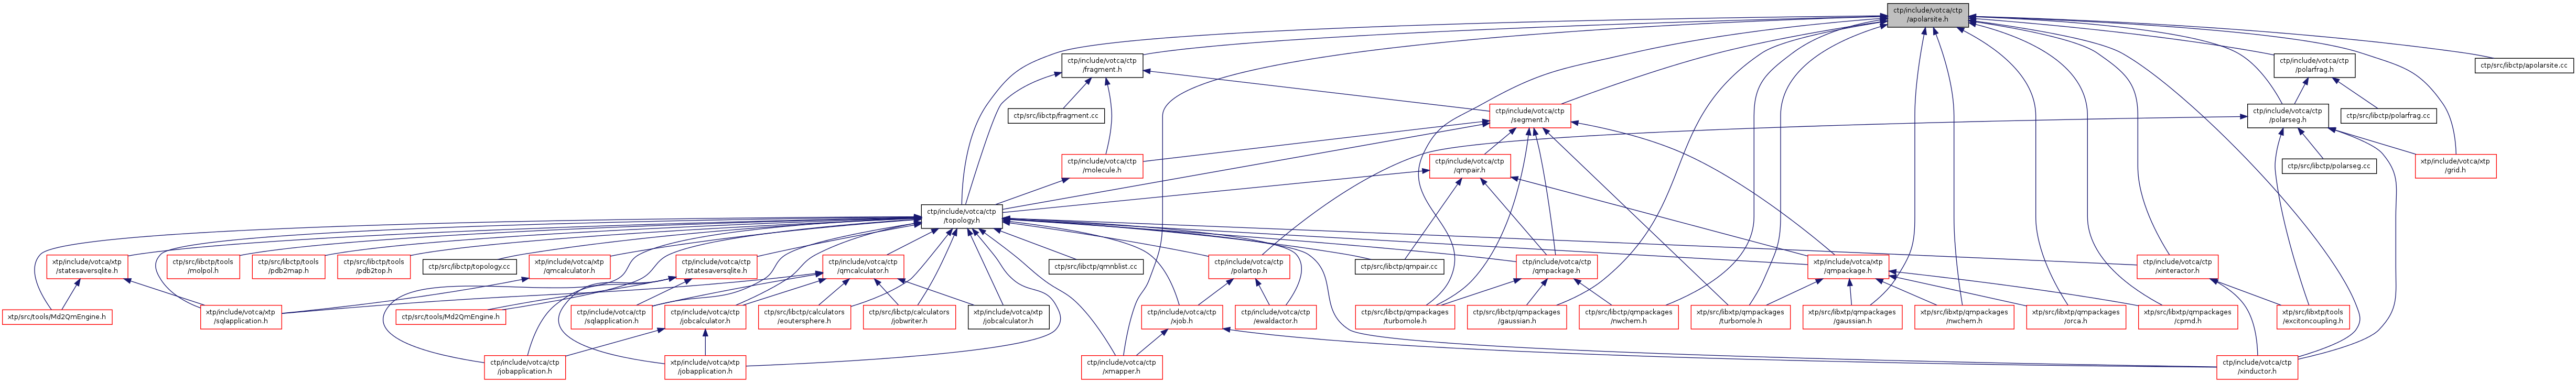 ctp/include/votca/ctp
/apolarsite.h
ctp/include/votca/ctp
/fragment.h
ctp/include/votca/ctp
/polarfrag.h
ctp/src/libctp/apolarsite.cc
ctp/src/libctp/fragment.cc
ctp/include/votca/ctp
/segment.h
ctp/include/votca/ctp
/polarseg.h
ctp/src/libctp/polarfrag.cc
ctp/include/votca/ctp
/molecule.h
ctp/include/votca/ctp
/qmpair.h
ctp/src/libctp/polarseg.cc
xtp/include/votca/xtp
/grid.h
ctp/include/votca/ctp
/topology.h
xtp/include/votca/xtp
/statesaversqlite.h
ctp/src/libctp/tools
/molpol.h
ctp/src/libctp/tools
/pdb2map.h
ctp/src/libctp/tools
/pdb2top.h
ctp/src/libctp/topology.cc
xtp/include/votca/xtp
/qmcalculator.h
ctp/include/votca/ctp
/statesaversqlite.h
ctp/include/votca/ctp
/qmcalculator.h
ctp/src/libctp/qmnblist.cc
ctp/include/votca/ctp
/polartop.h
ctp/src/libctp/qmpair.cc
ctp/include/votca/ctp
/qmpackage.h
xtp/include/votca/xtp
/qmpackage.h
ctp/include/votca/ctp
/xinteractor.h
xtp/src/tools/Md2QmEngine.h
xtp/include/votca/xtp
/sqlapplication.h
ctp/src/tools/Md2QmEngine.h
ctp/include/votca/ctp
/sqlapplication.h
ctp/include/votca/ctp
/jobcalculator.h
ctp/src/libctp/calculators
/eoutersphere.h
ctp/src/libctp/calculators
/jobwriter.h
xtp/include/votca/xtp
/jobcalculator.h
ctp/include/votca/ctp
/xjob.h
ctp/include/votca/ctp
/ewaldactor.h
ctp/src/libctp/qmpackages
/turbomole.h
ctp/src/libctp/qmpackages
/gaussian.h
ctp/src/libctp/qmpackages
/nwchem.h
xtp/src/libxtp/qmpackages
/turbomole.h
xtp/src/libxtp/qmpackages
/gaussian.h
xtp/src/libxtp/qmpackages
/nwchem.h
xtp/src/libxtp/qmpackages
/orca.h
xtp/src/libxtp/qmpackages
/cpmd.h
xtp/src/libxtp/tools
/excitoncoupling.h
ctp/include/votca/ctp
/jobapplication.h
xtp/include/votca/xtp
/jobapplication.h
ctp/include/votca/ctp
/xmapper.h
ctp/include/votca/ctp
/xinductor.h